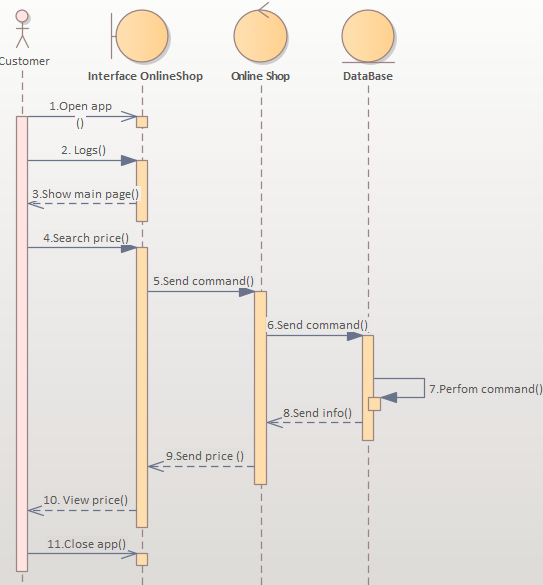 Customer
Interface OnlineShop
Online Shop
DataBase
1.Open app
()
2. Logs()
3.Show main page()
4.Search price()
5.Send command()
6.Send command()
7.Perfom command()
8.Send info()
9.Send price ()
10. View price()
11.Close app()